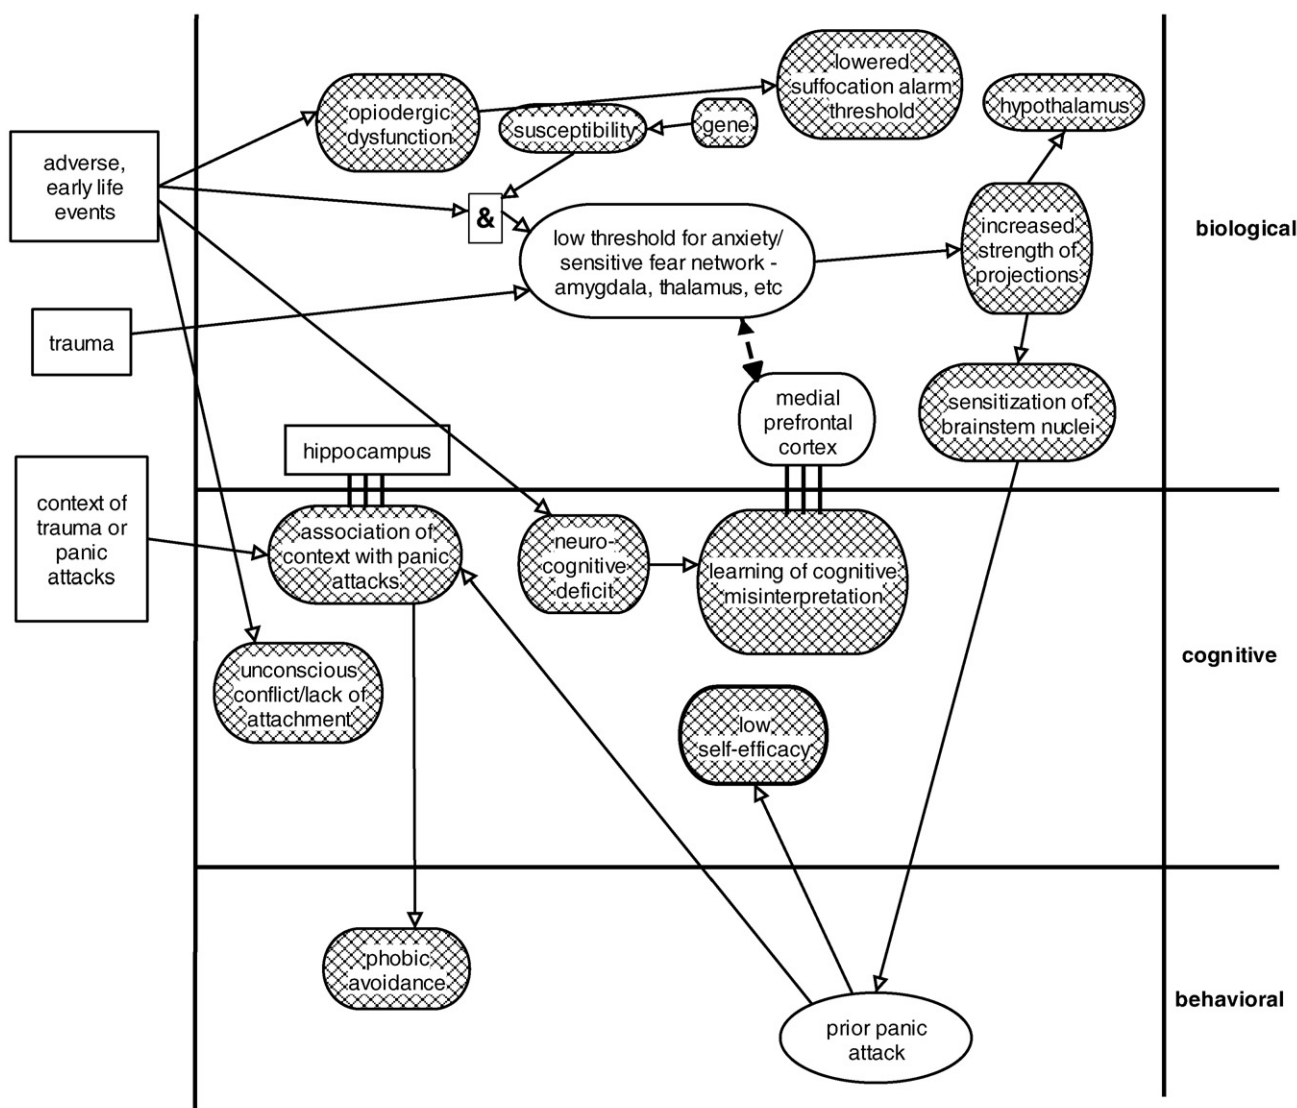 lowered
suffocation alarm
threshold
hypothalamus
opiodergic
dysfunction
susceptibility
gene
adverse,
early life
events
&
low threshold for anxiety/
sensitive fear network -
amygdala, thalamus, etc
increased
strength of
projections
biological
trauma
medial
prefrontal
cortex
sensitization of
brainstem nuclei
hippocampus
context of
trauma or
panic
attacks
association of
context with panic
attacks
neuro-
cognitive
deficit
learning of cognitive
misinterpretation
cognitive
unconscious
conflict/lack of
attachment
low
self-efficacy
phobic
avoidance
behavioral
prior panic
attack